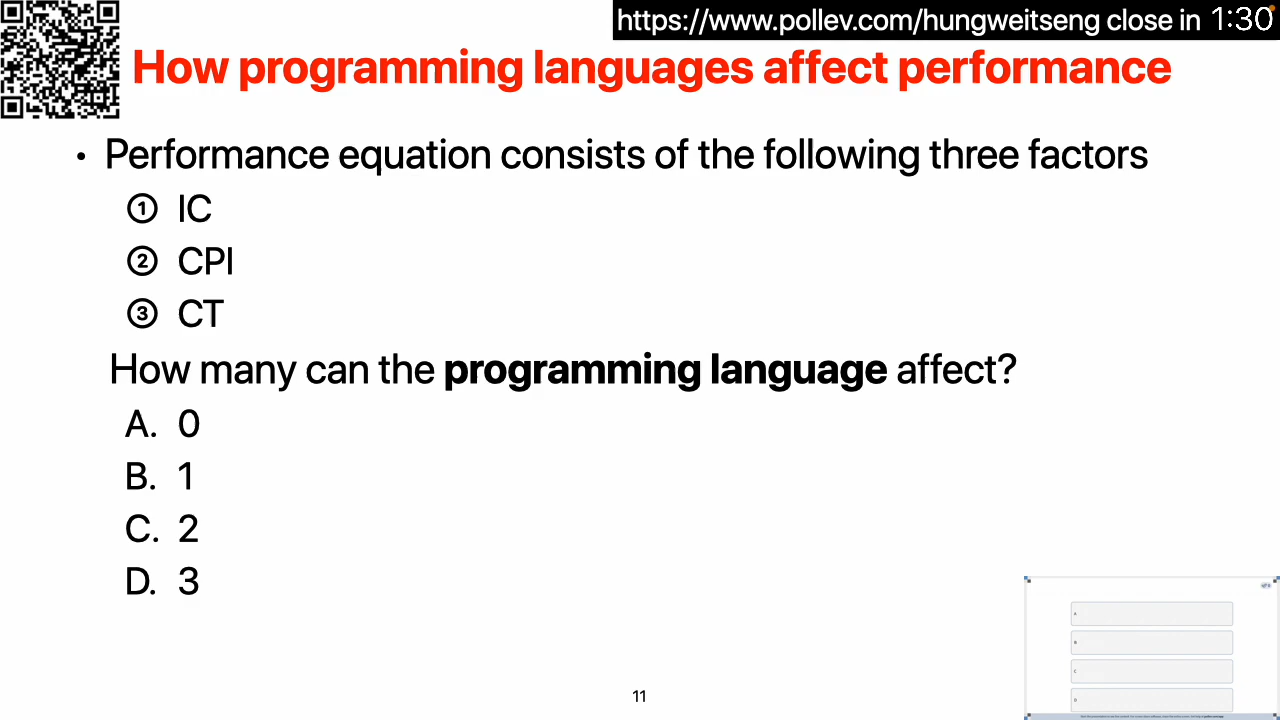 https://www.pollev.com/hungweitseng close in 1:30
How programming languages affect performance
• Performance equation consists of the following three factors
① IC
② CPI
③ CT
How many can the programming language affect?
A. 0
B. 1
C. 2
D. 3
A
B
C
D
11